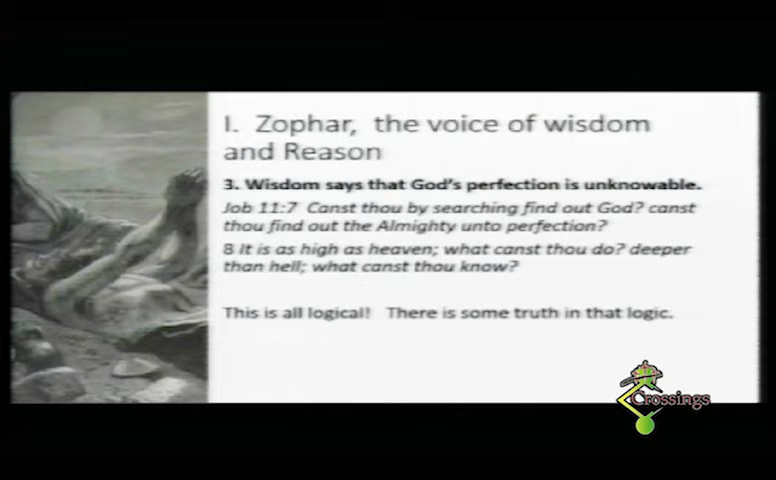 I. Zophar, the voice of wisdom
and Reason
3. Wisdom says that God's perfection is unknowable.
Job 11:7 Canst thou by searching find out God? canst
thou find out the Almighty unto perfection?
8 It is as high as heaven; what canst thou do? deeper
than hell; what canst thou know?
This is all logical! There is some truth in that logic.
Crossings